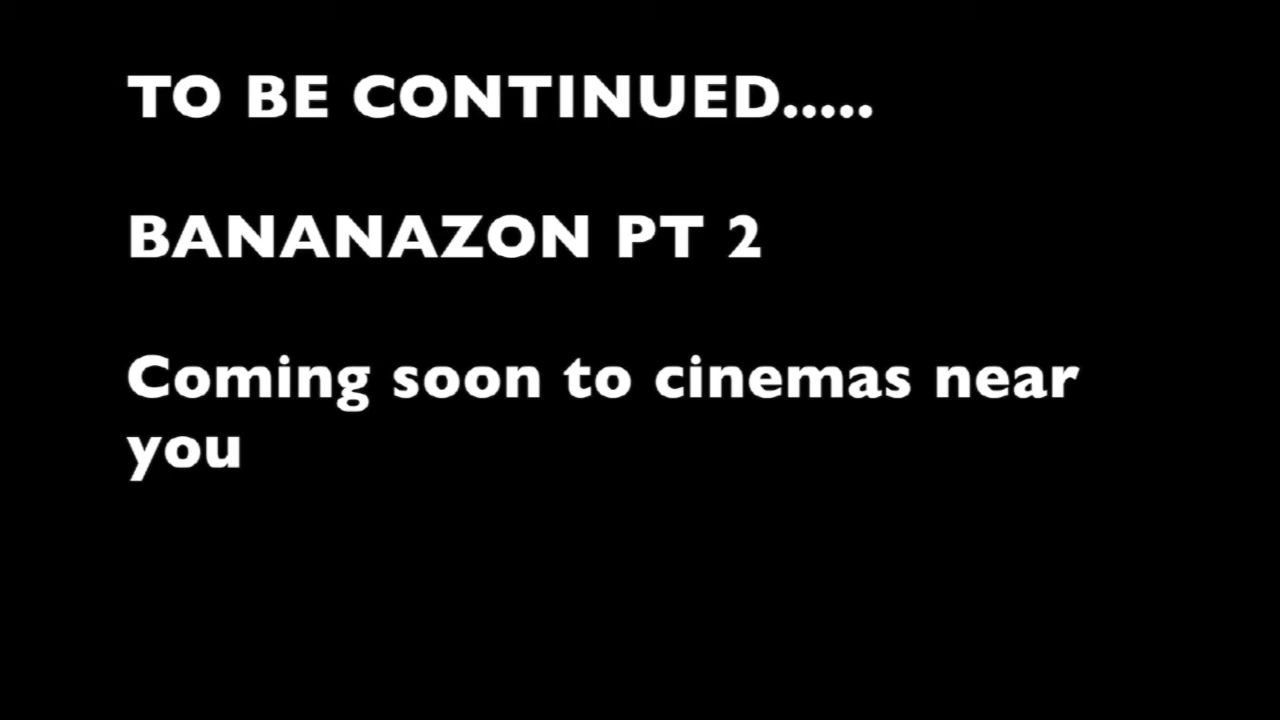 TO BE CONTINUED.....
BANANAZON PT 2
Coming soon to cinemas near
you